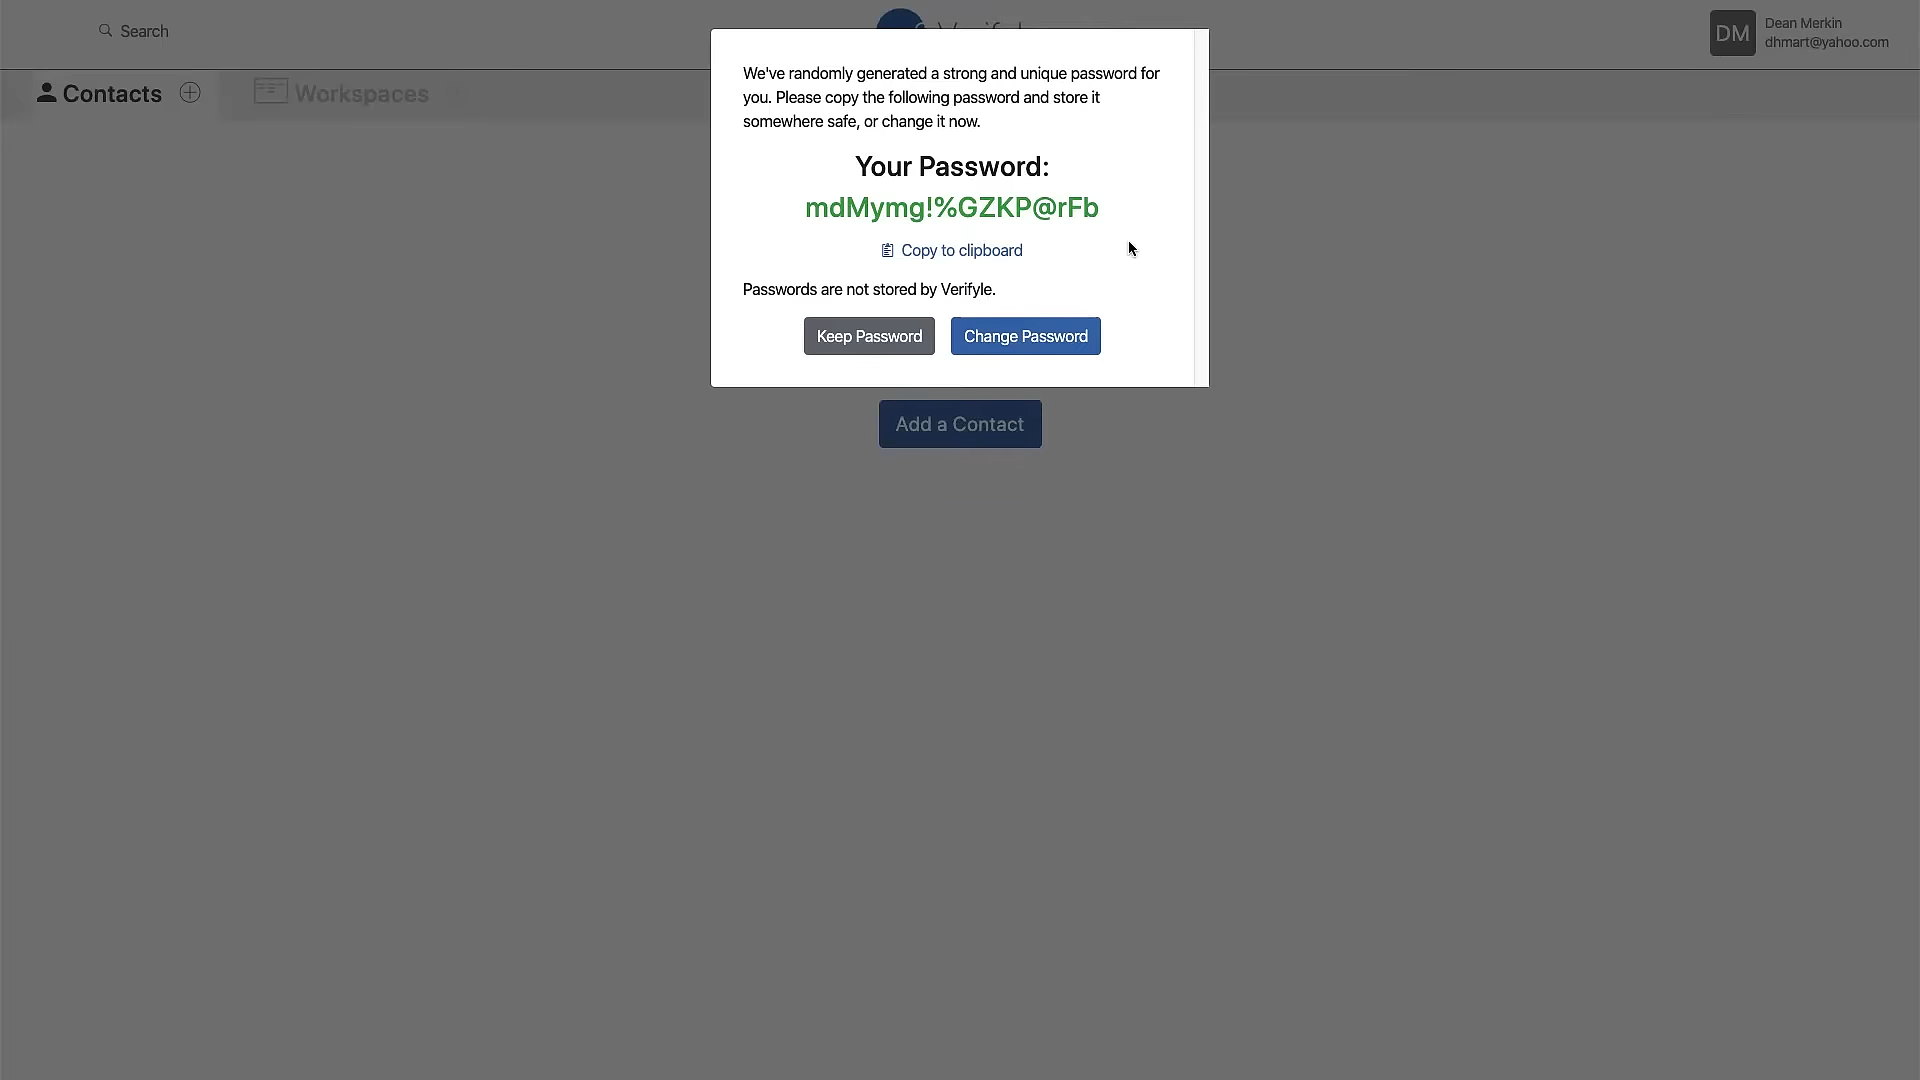 Search
Dean Merkin
DM
dhmart@yahoo.com
Contacts
Workspaces
We've randomly generated a strong and unique password for
you. Please copy the following password and store it
somewhere safe, or change it now.
Your Password:
mdMymg!%GZKP@rFb
Copy to clipboard
Passwords are not stored by Verifyle.
Keep Password
Change Password
Add a Contact